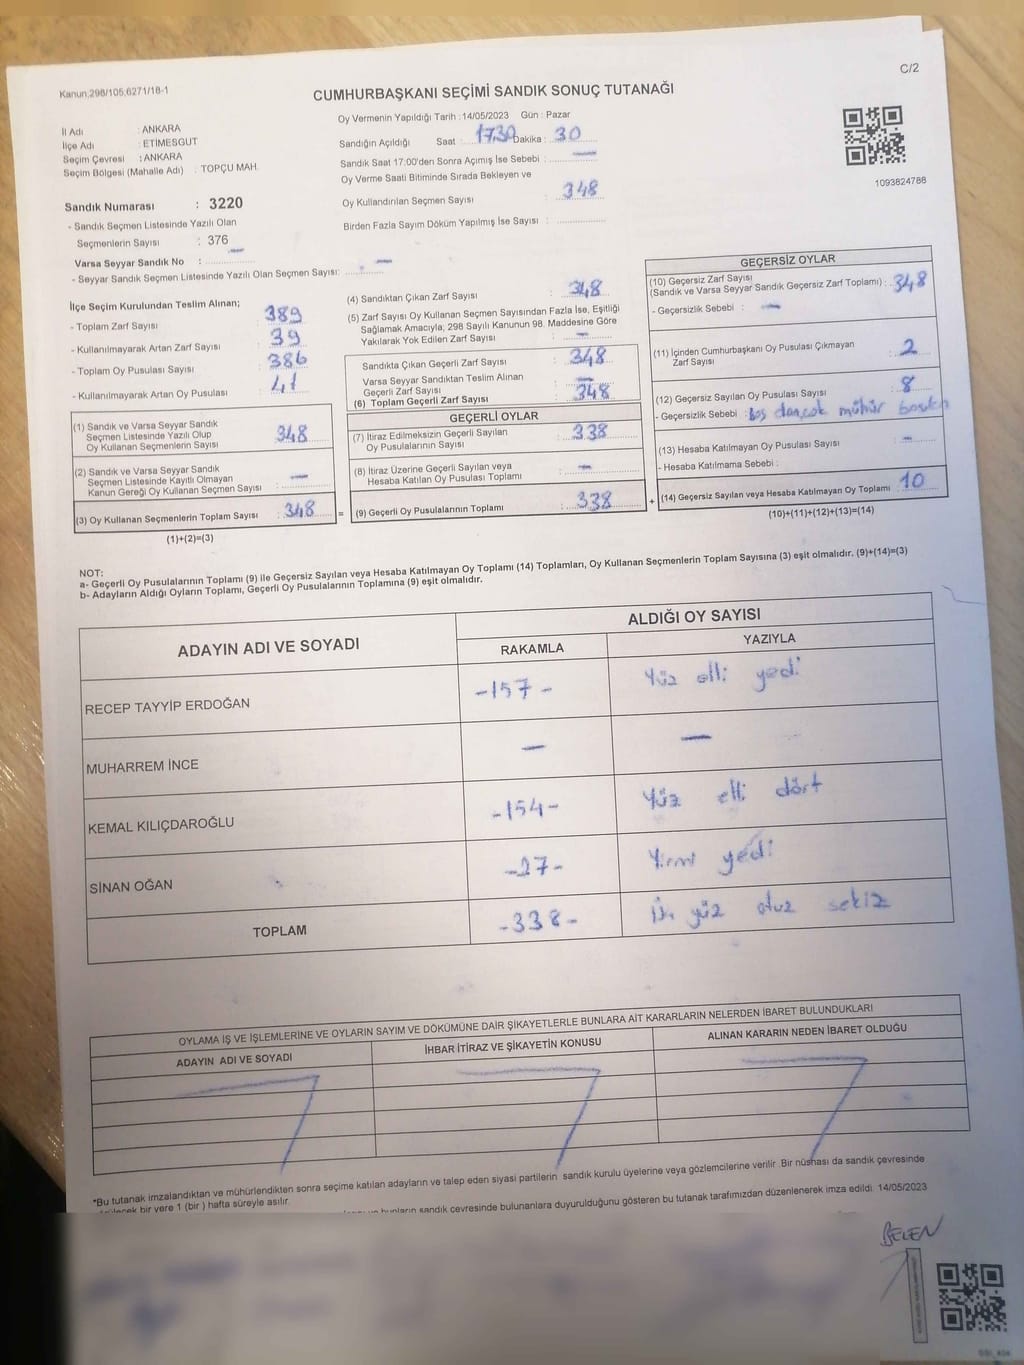 C/2
Kanun:298/105,6271/18-1
CUMHURBAŞKANI SEÇİMİ SANDIK SONUÇ TUTANAĞI
İl Adı : ANKARA
İlçe Adı : ETİMESGUT
Seçim Çevresi : ANKARA
Seçim Bölgesi (Mahalle Adı) : TOPÇU MAH.
Sandık Numarası : 3220
- Sandık Seçmen Listesinde Yazılı Olan
Seçmenlerin Sayısı : 376
Varsa Seyyar Sandık No : —
- Seyyar Sandık Seçmen Listesinde Yazılı Olan Seçmen Sayısı: —
Oy Vermenin Yapıldığı Tarih : 14/05/2023 Gün : Pazar
Sandığın Açıldığı Saat : 1730 Dakika : 30
Sandık Saat 17:00'den Sonra Açımış İse Sebebi : —
Oy Verme Saati Bitiminde Sırada Bekleyen ve
Oy Kullandırılan Seçmen Sayısı : 348
Birden Fazla Sayım Döküm Yapılmış İse Sayısı :
1093824788
İlçe Seçim Kurulundan Teslim Alınan;
- Toplam Zarf Sayısı : 389
- Kullanılmayarak Artan Zarf Sayısı : 39
- Toplam Oy Pusulası Sayısı : 386
- Kullanılmayarak Artan Oy Pusulası : 41
(1) Sandık ve Varsa Seyyar Sandık
Seçmen Listesinde Yazılı Olup
Oy Kullanan Seçmenlerin Sayısı : 348
(2) Sandık ve Varsa Seyyar Sandık
Seçmen Listesinde Kayıtlı Olmayan
Kanun Gereği Oy Kullanan Seçmen Sayısı : —
(3) Oy Kullanan Seçmenlerin Toplam Sayısı : 348
(1)+(2)=(3)
(4) Sandıktan Çıkan Zarf Sayısı : 348
(5) Zarf Sayısı Oy Kullanan Seçmen Sayısından Fazla İse, Eşitliği
Sağlamak Amacıyla; 298 Sayılı Kanunun 98. Maddesine Göre
Yakılarak Yok Edilen Zarf Sayısı : —
Sandıkta Çıkan Geçerli Zarf Sayısı : 348
Varsa Seyyar Sandıktan Teslim Alınan
Geçerli Zarf Sayısı : —
(6) Toplam Geçerli Zarf Sayısı : 348
GEÇERLİ OYLAR
(7) İtiraz Edilmeksizin Geçerli Sayılan
Oy Pusulalarının Sayısı : 338
(8) İtiraz Üzerine Geçerli Sayılan veya
Hesaba Katılan Oy Pusulası Toplamı : —
= (9) Geçerli Oy Pusulalarının Toplamı : 338
GEÇERSİZ OYLAR
(10) Geçersiz Zarf Sayısı
(Sandık ve Varsa Seyyar Sandık Geçersiz Zarf Toplamı) : 348
- Geçersizlik Sebebi : —
(11) İçinden Cumhurbaşkanı Oy Pusulası Çıkmayan
Zarf Sayısı : 2
(12) Geçersiz Sayılan Oy Pusulası Sayısı : 8
- Geçersizlik Sebebi : mühür
(13) Hesaba Katılmayan Oy Pusulası Sayısı : —
- Hesaba Katılmama Sebebi :
+ (14) Geçersiz Sayılan veya Hesaba Katılmayan Oy Toplamı : 10
(10)+(11)+(12)+(13)=(14)
NOT:
a- Geçerli Oy Pusulalarının Toplamı (9) ile Geçersiz Sayılan veya Hesaba Katılmayan Oy Toplamı (14) Toplamları, Oy Kullanan Seçmenlerin Toplam Sayısına (3) eşit olmalıdır. (9)+(14)=(3)
b- Adayların Aldığı Oyların Toplamı, Geçerli Oy Pusulalarının Toplamına (9) eşit olmalıdır.
ADAYIN ADI VE SOYADI ALDIĞI OY SAYISI
RAKAMLA YAZIYLA
RECEP TAYYİP ERDOĞAN -157- Yüz elli yedi
MUHARREM İNCE — —
KEMAL KILIÇDAROĞLU -154- Yüz elli dört
SİNAN OĞAN -27- Yirmi yedi
TOPLAM -338- yüz otuz sekiz
OYLAMA İŞ VE İŞLEMLERİNE VE OYLARIN SAYIM VE DÖKÜMÜNE DAİR ŞİKAYETLERLE BUNLARA AİT KARARLARIN NELERDEN İBARET BULUNDUKLARI
ADAYIN ADI VE SOYADI İHBAR İTİRAZ VE ŞİKAYETİN KONUSU ALINAN KARARIN NEDEN İBARET OLDUĞU
*Bu tutanak imzalandıktan ve mühürlendikten sonra seçime katılan adayların ve talep eden siyasi partilerin sandık kurulu üyelerine veya gözlemcilerine verilir. Bir nüshası da sandık çevresinde
bir yere 1 (bir ) hafta süreyle asılır.
bunların sandık çevresinde bulunanlara duyurulduğunu gösteren bu tutanak tarafımızdan düzenlenerek imza edildi. 14/05/2023
BELEN